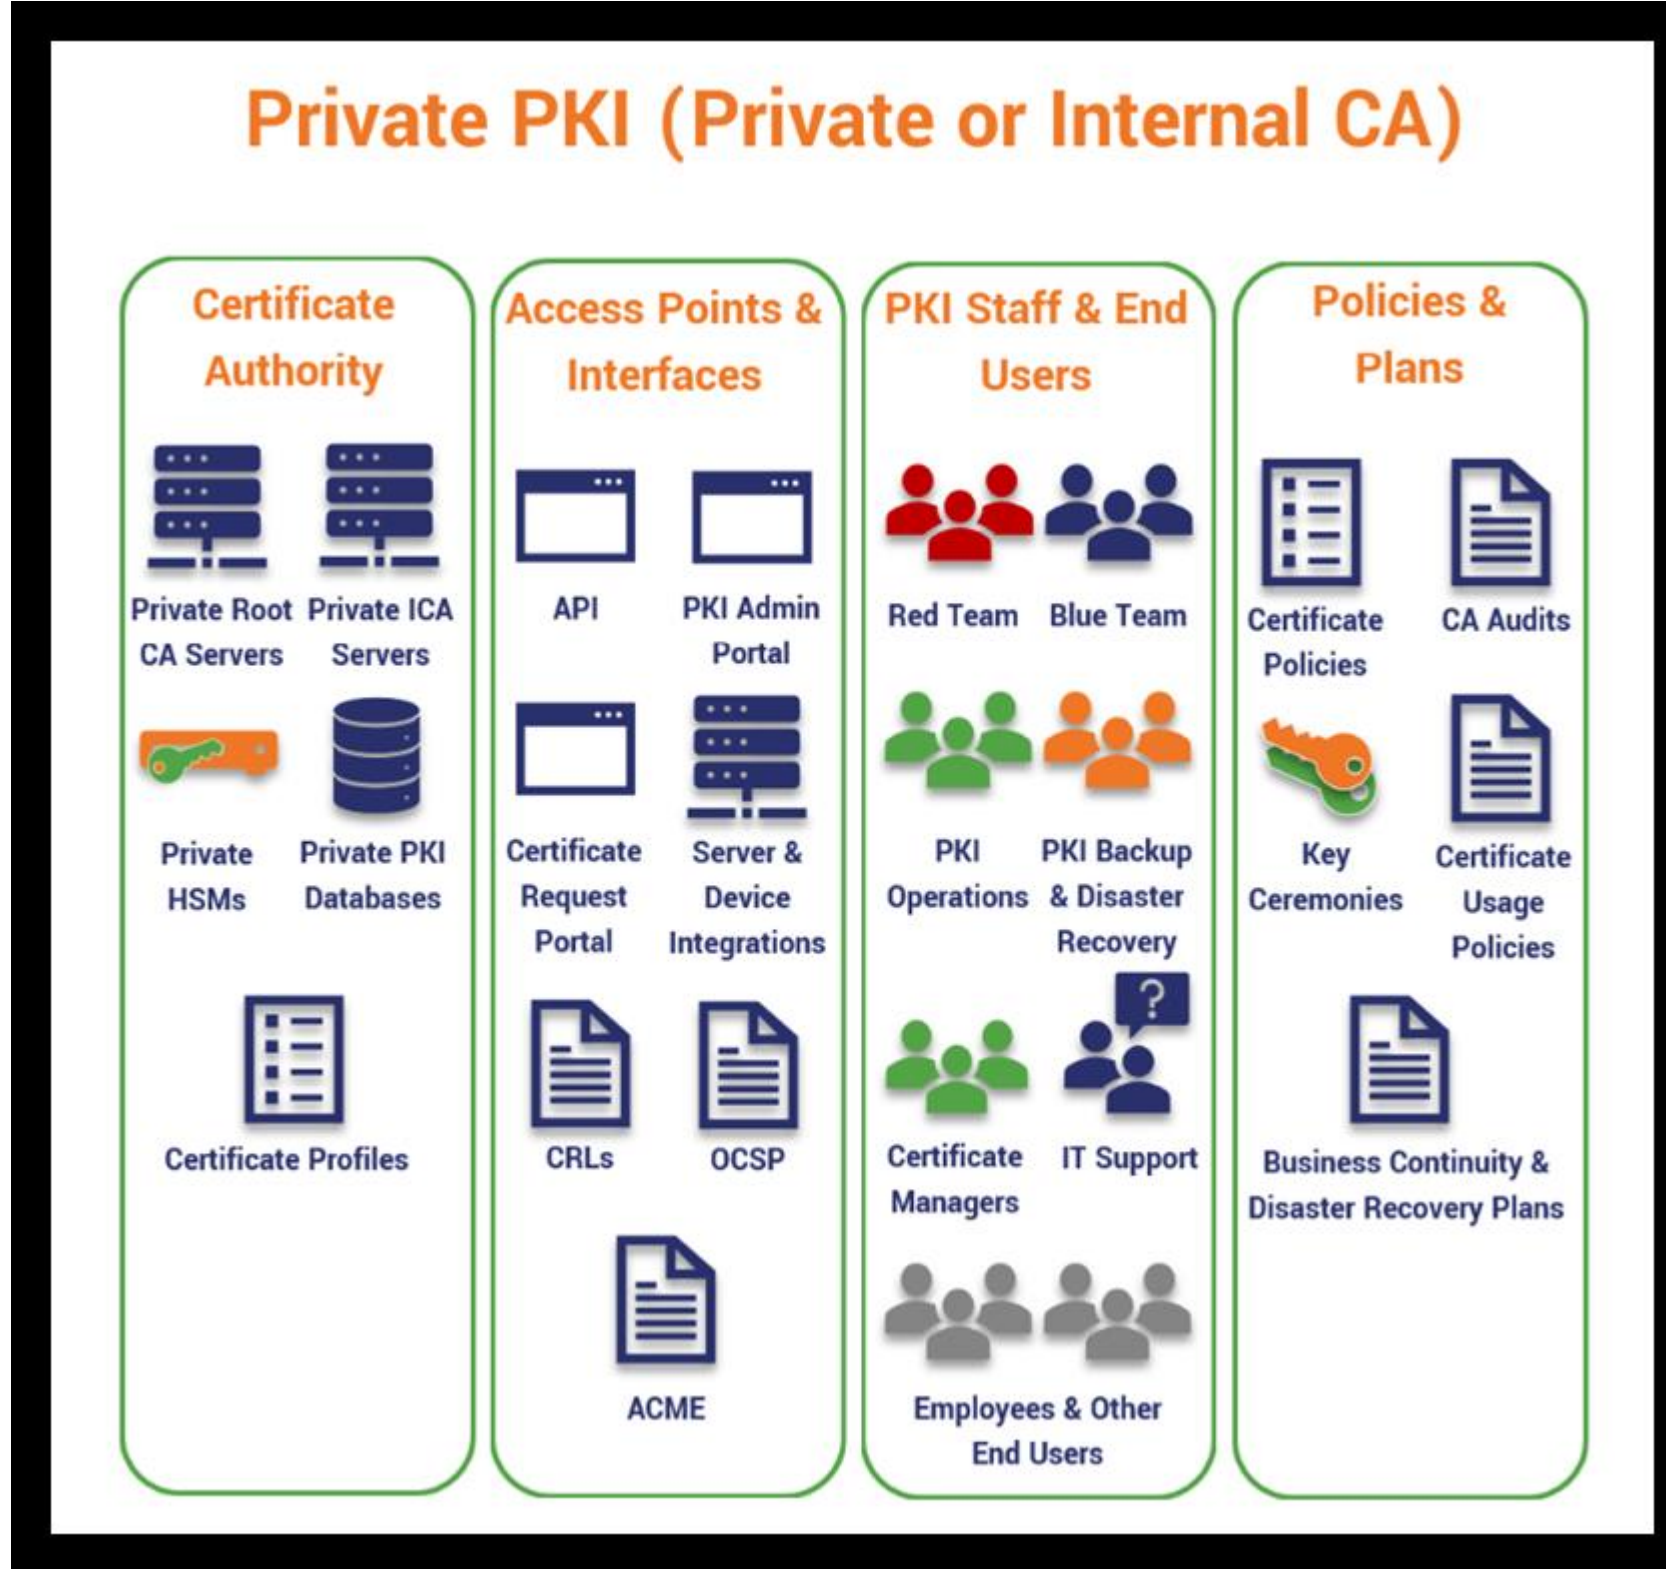 Private PKI (Private or Internal CA)
Certificate
Authority
Private Root
CA Servers
Private ICA
Servers
Private
HSMs
Private PKI
Databases
Certificate Profiles
Access Points &
Interfaces
API
PKI Admin
Portal
Certificate
Request
Portal
Server &
Device
Integrations
CRLs
OCSP
ACME
PKI Staff & End
Users
Red Team
Blue Team
PKI
Operations
PKI Backup
& Disaster
Recovery
?
Certificate
Managers
IT Support
Employees & Other
End Users
Policies &
Plans
Certificate
Policies
CA Audits
Key
Ceremonies
Certificate
Usage
Policies
Business Continuity &
Disaster Recovery Plans